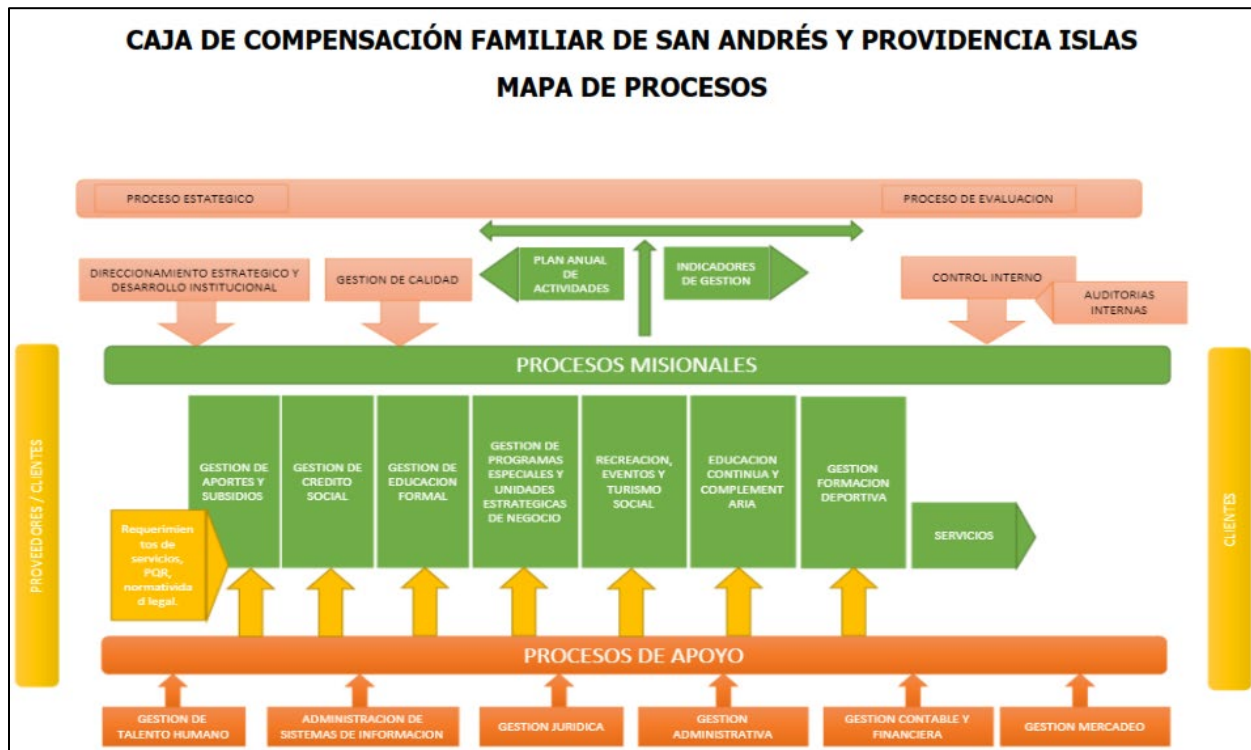 CAJA DE COMPENSACIÓN FAMILIAR DE SAN ANDRÉS Y PROVIDENCIA ISLAS
MAPA DE PROCESOS
PROCESO ESTATEGICO
PROCESO DE EVALUACION
DIRECCIONAMIENTO ESTRATEGICO Y
DESARROLLO INSTITUCIONAL
GESTION DE CALIDAD
PLAN ANUAL
DE
ACTIVIDADES
INDICADORES
DE GESTION
CONTROL INTERNO
AUDITORIAS
INTERNAS
PROCESOS MISIONALES
PROVEEDORES / CLIENTES
Requerimien
tos de
servicios,
PQR,
normativida
d legal.
GESTION DE
APORTES Y
SUBSIDIOS
GESTION DE
CREDITO
SOCIAL
GESTION DE
EDUCACION
FORMAL
GESTION DE
PROGRAMAS
ESPECIALES Y
UNIDADES
ESTRATEGICAS
DE NEGOCIO
RECREACION,
EVENTOS Y
TURISMO
SOCIAL
EDUCACION
CONTINUA Y
COMPLEMENT
ARIA
GESTION
FORMACION
DEPORTIVA
SERVICIOS
CLIENTES
PROCESOS DE APOYO
GESTION DE
TALENTO HUMANO
ADMINISTRACION DE
SISTEMAS DE INFORMACION
GESTION JURIDICA
GESTION
ADMINISTRATIVA
GESTION CONTABLE Y
FINANCIERA
GESTION MERCADEO